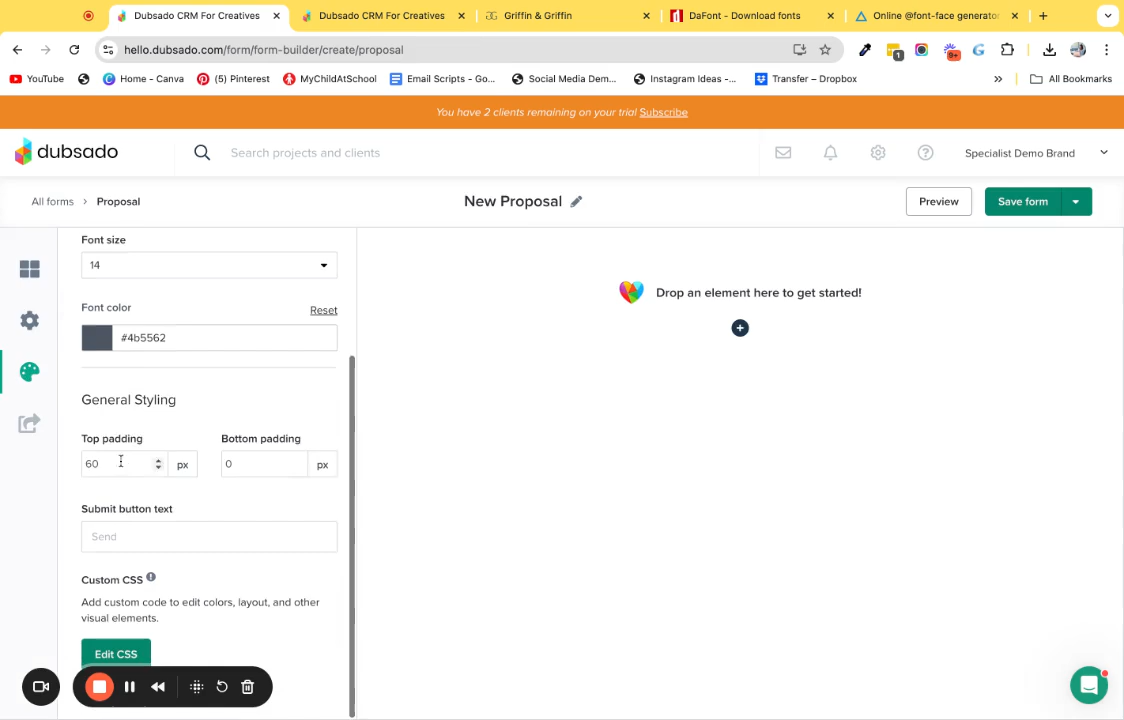 Dubsado CRM For Creatives
Dubsado CRM For Creatives
Griffin & Griffin
DaFont - Download fonts
Online @font-face generator
hello.dubsado.com/form/form-builder/create/proposal
1
9+
YouTube
Home - Canva
(5) Pinterest
MyChildAtSchool
Email Scripts - Go...
Social Media Dem...
Instagram Ideas -...
Transfer – Dropbox
All Bookmarks
You have 2 clients remaining on your trial Subscribe
dubsado
Search projects and clients
Specialist Demo Brand
All forms > Proposal
New Proposal
Preview
Save form
Font size
14
Drop an element here to get started!
Font color
Reset
#4b5562
General Styling
Top padding
Bottom padding
60
px
0
px
Submit button text
Send
Custom CSS
Add custom code to edit colors, layout, and other
visual elements.
Edit CSS